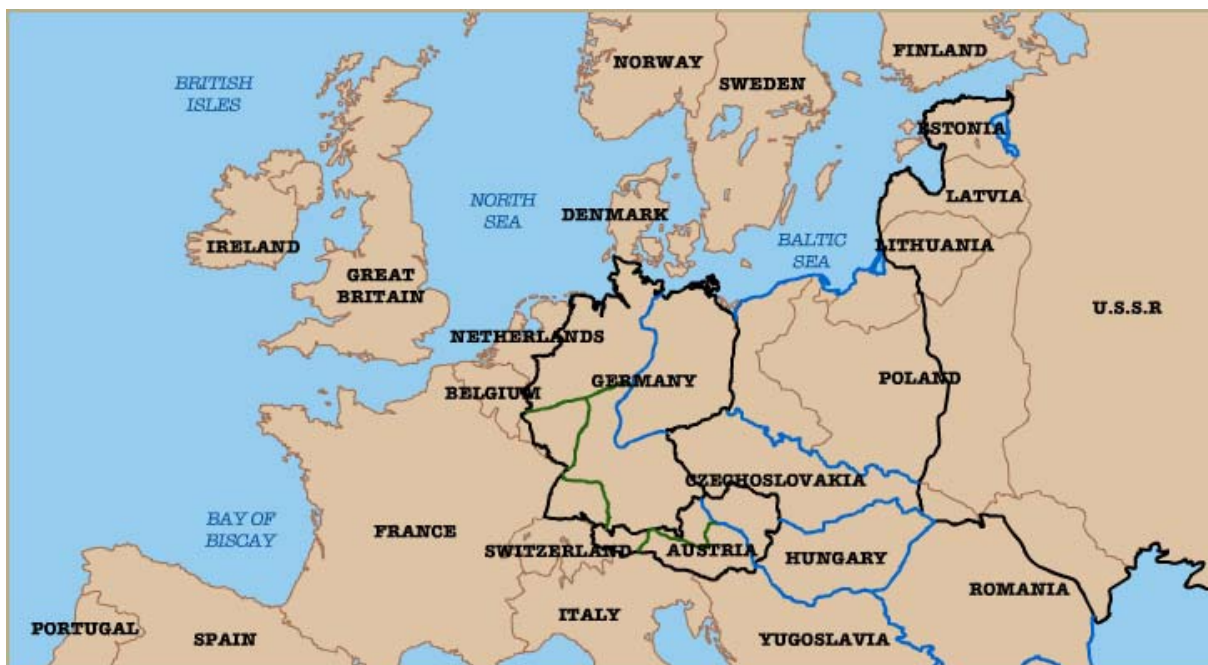 NORWAY
SWEDEN
FINLAND
BRITISH
ISLES
ESTONIA
LATVIA
NORTH
SEA
DENMARK
BALTIC
SEA
LITHUANIA
IRELAND
GREAT
BRITAIN
U.S.S.R
NETHERLANDS
BELGIUM
GERMANY
POLAND
CZECHOSLOVAKIA
BAY OF
BISCAY
FRANCE
SWITZERLAND
AUSTRIA
HUNGARY
ROMANIA
ITALY
PORTUGAL
SPAIN
YUGOSLAVIA